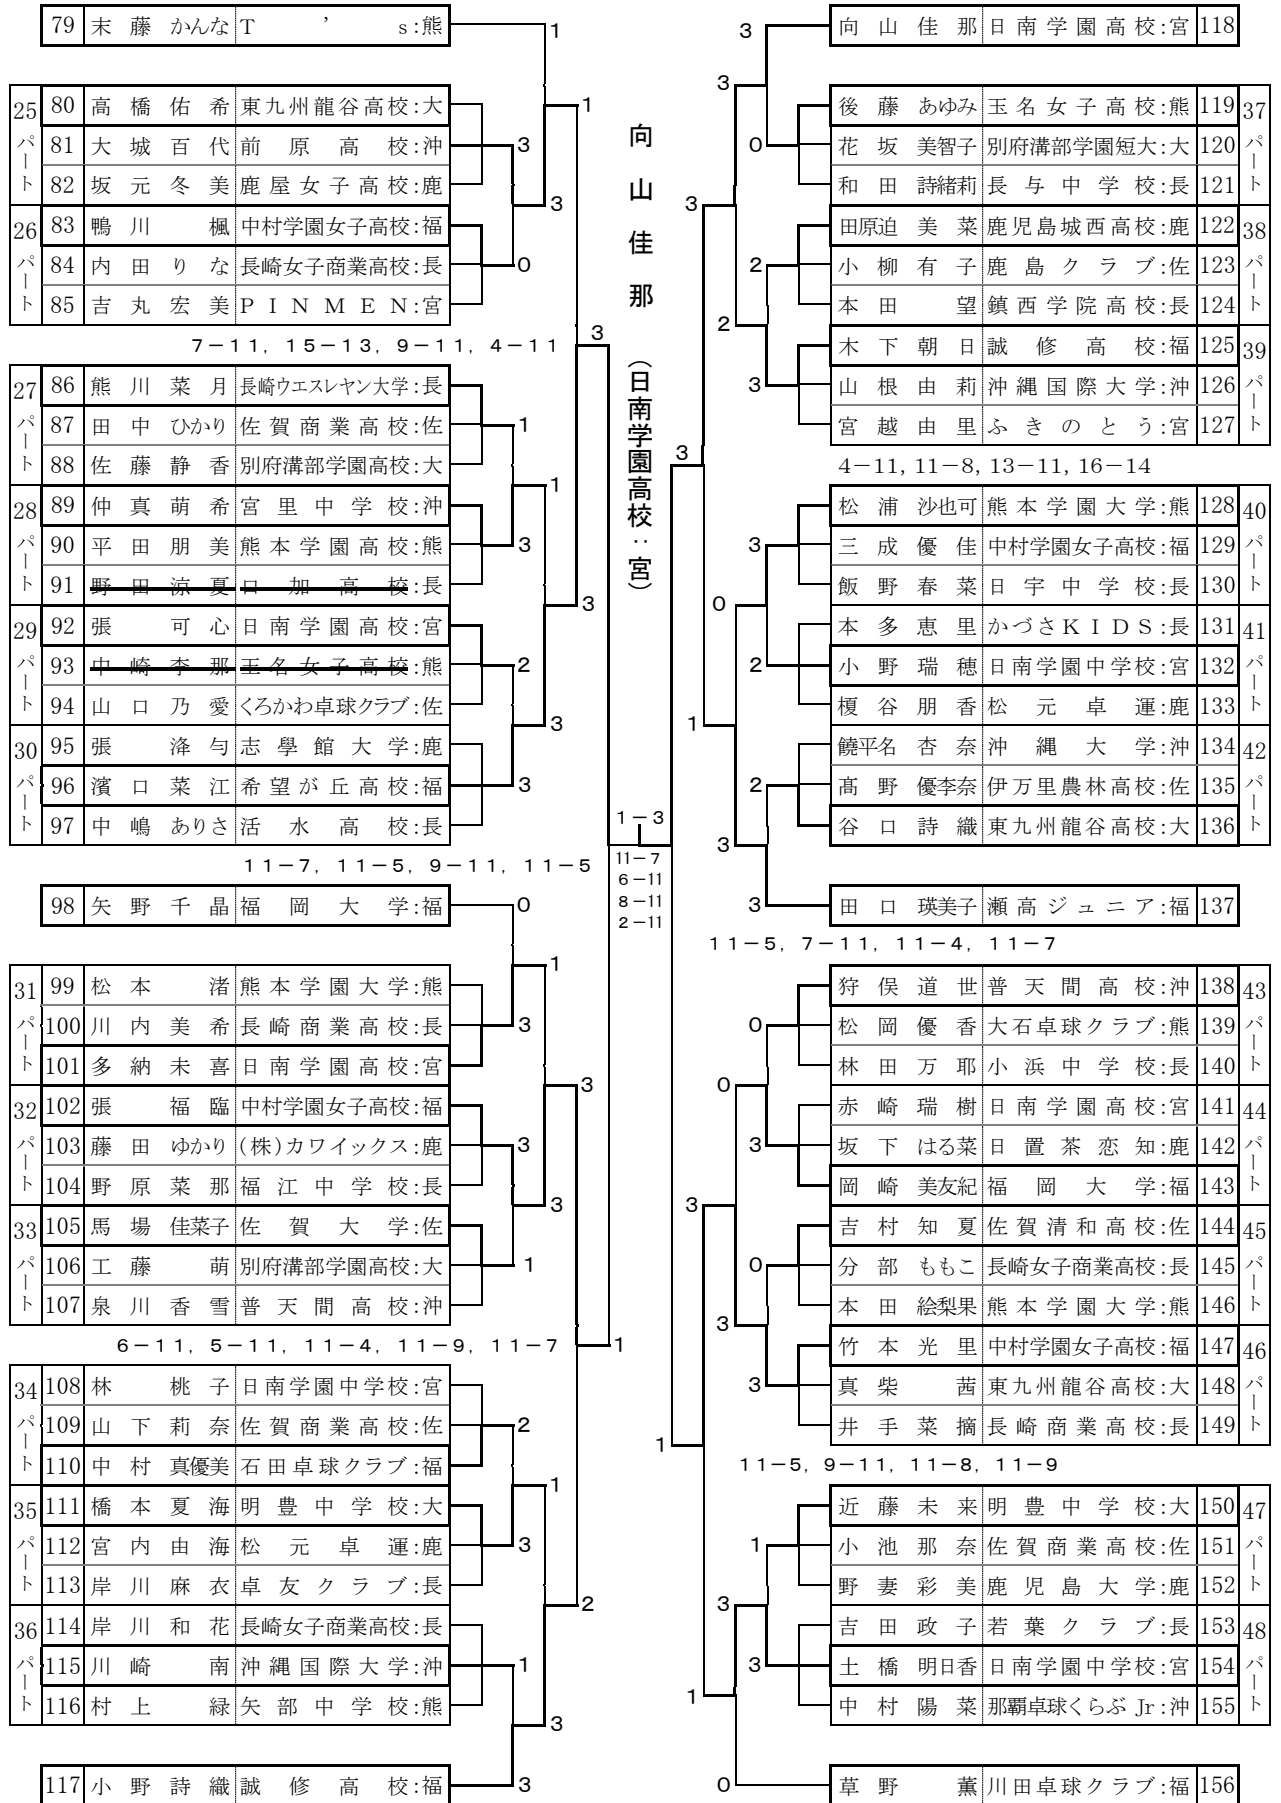 79 末藤 かんな T's:熊
1
25パート
80 高橋佑希 東九州龍谷高校:大
1
81 大城百代 前原高校:沖
3
82 坂元冬美 鹿屋女子高校:鹿
3
26パート
83 鴨川楓 中村学園女子高校:福
84 内田りな 長崎女子商業高校:長
0
85 吉丸宏美 PINMEN:宮
3
7-11, 15-13, 9-11, 4-11
27パート
86 熊川菜月 長崎ウエスレヤン大学:長
87 田中ひかり 佐賀商業高校:佐
1
88 佐藤静香 別府溝部学園高校:大
1
28パート
89 仲真萌希 宮里中学校:沖
90 平田朋美 熊本学園高校:熊
3
91 野田涼夏 口加高校:長
3
29パート
92 張可心 日南学園高校:宮
93 中崎李那 玉名女子高校:熊
2
94 山口乃愛 くろかわ卓球クラブ:佐
3
30パート
95 張洚勻 志學館大学:鹿
96 濱口菜江 希望が丘高校:福
3
97 中嶋ありさ 活水高校:長
11-7, 11-5, 9-11, 11-5
98 矢野千晶 福岡大学:福
0
1
31パート
99 松本渚 熊本学園大学:熊
100 川内美希 長崎商業高校:長
3
101 多納未喜 日南学園高校:宮
3
32パート
102 張福臨 中村学園女子高校:福
103 藤田ゆかり (株)カワイックス:鹿
3
104 野原菜那 福江中学校:長
3
33パート
105 馬場佳菜子 佐賀大学:佐
106 工藤萌 別府溝部学園高校:大
1
107 泉川香雪 普天間高校:沖
6-11, 5-11, 11-4, 11-9, 11-7
1
34パート
108 林桃子 日南学園中学校:宮
109 山下莉奈 佐賀商業高校:佐
2
110 中村真優美 石田卓球クラブ:福
1
35パート
111 橋本夏海 明豊中学校:大
112 宮内由海 松元卓運:鹿
3
113 岸川麻衣 卓友クラブ:長
2
36パート
114 岸川和花 長崎女子商業高校:長
115 川崎南 沖縄国際大学:沖
1
116 村上緑 矢部中学校:熊
3
117 小野詩織 誠修高校:福
3
向山佳那(日南学園高校:宮)
1-3
11-7
6-11
8-11
2-11
3
向山佳那 日南学園高校:宮 118
3
37パート
後藤あゆみ 玉名女子高校:熊 119
0
花坂美智子 別府溝部学園短大:大 120
和田詩緒莉 長与中学校:長 121
3
38パート
田原迫美菜 鹿児島城西高校:鹿 122
2
小柳有子 鹿島クラブ:佐 123
本田望 鎮西学院高校:長 124
2
39パート
木下朝日 誠修高校:福 125
3
山根由莉 沖縄国際大学:沖 126
宮越由里 ふきのとう:宮 127
3
4-11, 11-8, 13-11, 16-14
40パート
松浦沙也可 熊本学園大学:熊 128
3
三成優佳 中村学園女子高校:福 129
飯野春菜 日宇中学校:長 130
0
41パート
本多恵里 かづさKIDS:長 131
2
小野瑞穂 日南学園中学校:宮 132
榎谷朋香 松元卓運:鹿 133
1
42パート
饒平名杏奈 沖縄大学:沖 134
2
髙野優李奈 伊万里農林高校:佐 135
谷口詩織 東九州龍谷高校:大 136
3
3
田口瑛美子 瀬高ジュニア:福 137
11-5, 7-11, 11-4, 11-7
43パート
狩俣道世 普天間高校:沖 138
0
松岡優香 大石卓球クラブ:熊 139
林田万耶 小浜中学校:長 140
0
44パート
赤崎瑞樹 日南学園高校:宮 141
3
坂下はる菜 日置茶恋知:鹿 142
岡崎美友紀 福岡大学:福 143
3
45パート
吉村知夏 佐賀清和高校:佐 144
0
分部ももこ 長崎女子商業高校:長 145
本田絵梨果 熊本学園大学:熊 146
3
46パート
竹本光里 中村学園女子高校:福 147
3
真柴茜 東九州龍谷高校:大 148
井手菜摘 長崎商業高校:長 149
1
11-5, 9-11, 11-8, 11-9
47パート
近藤未来 明豊中学校:大 150
1
小池那奈 佐賀商業高校:佐 151
野妻彩美 鹿児島大学:鹿 152
3
48パート
吉田政子 若葉クラブ:長 153
3
土橋明日香 日南学園中学校:宮 154
中村陽菜 那覇卓球くらぶJr:沖 155
1
0
草野薫 川田卓球クラブ:福 156